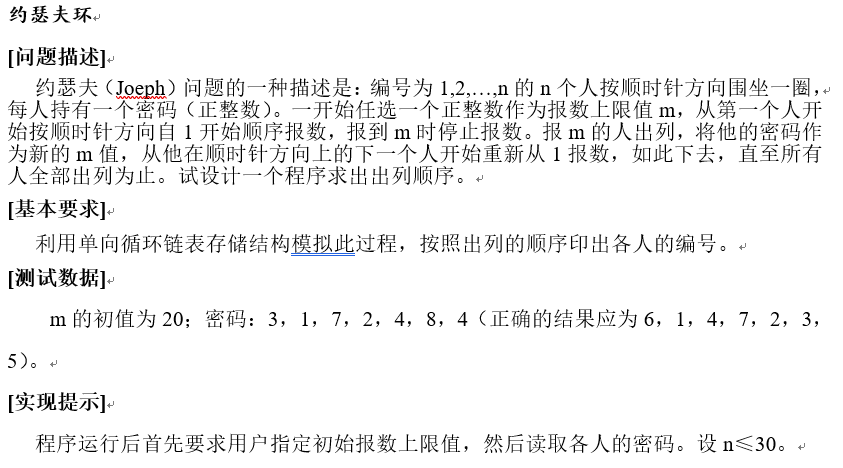 约瑟夫环
[问题描述]
约瑟夫（Joeph）问题的一种描述是：编号为 1,2,…,n 的 n 个人按顺时针方向围坐一圈，
每人持有一个密码（正整数）。一开始任选一个正整数作为报数上限值 m，从第一个人开
始按顺时针方向自 1 开始顺序报数，报到 m 时停止报数。报 m 的人出列，将他的密码作
为新的 m 值，从他在顺时针方向上的下一个人开始重新从 1 报数，如此下去，直至所有
人全部出列为止。试设计一个程序求出出列顺序。
[基本要求]
利用单向循环链表存储结构模拟此过程，按照出列的顺序印出各人的编号。
[测试数据]
m 的初值为 20；密码：3，1，7，2，4，8，4（正确的结果应为 6，1，4，7，2，3，
5）。
[实现提示]
程序运行后首先要求用户指定初始报数上限值，然后读取各人的密码。设 n≤30。